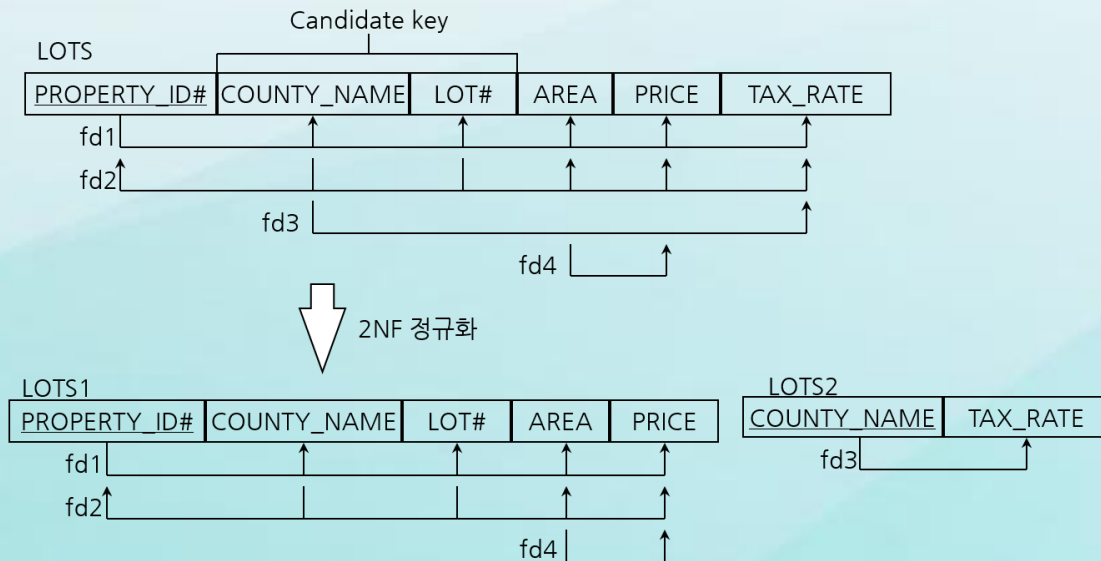 Candidate key
LOTS
PROPERTY_ID# COUNTY_NAME LOT# AREA PRICE TAX_RATE
fd1
fd2
fd3
fd4
2NF 정규화
LOTS1
PROPERTY_ID# COUNTY_NAME LOT# AREA PRICE
fd1
fd2
fd4
LOTS2
COUNTY_NAME TAX_RATE
fd3